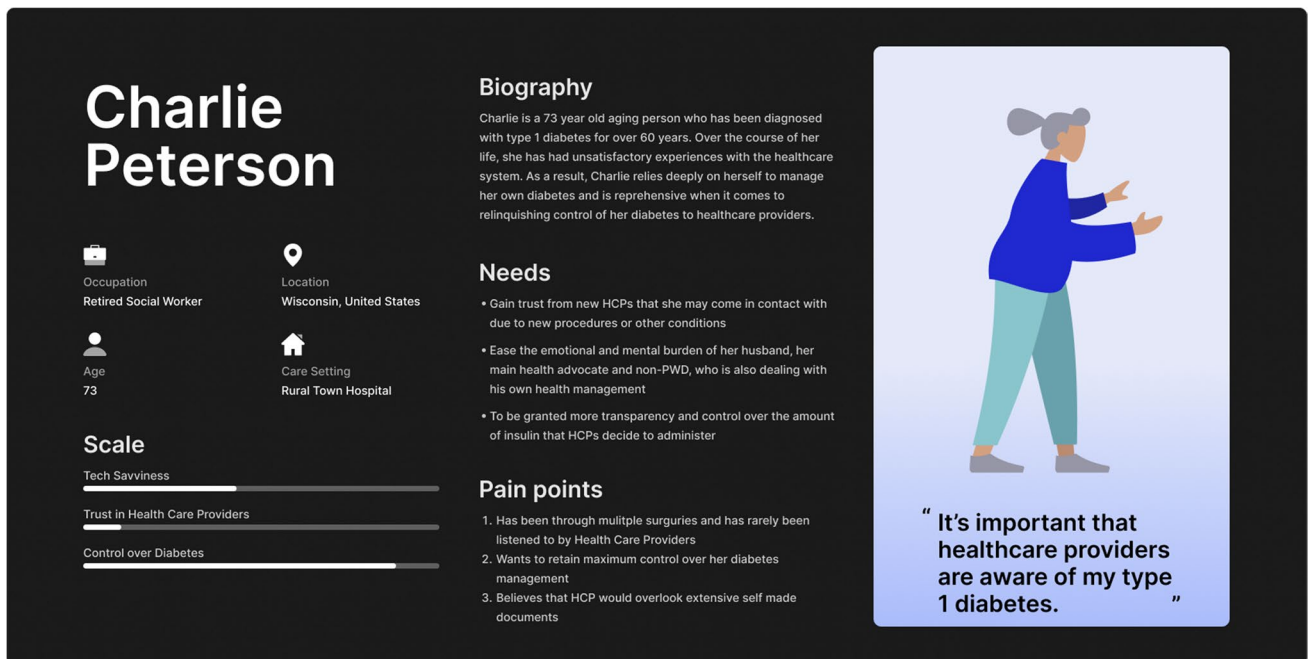 Charlie
Peterson
Occupation
Retired Social Worker
Location
Wisconsin, United States
Age
73
Care Setting
Rural Town Hospital
Scale
Tech Savviness
Trust in Health Care Providers
Control over Diabetes
Biography
Charlie is a 73 year old aging person who has been diagnosed
with type 1 diabetes for over 60 years. Over the course of her
life, she has had unsatisfactory experiences with the healthcare
system. As a result, Charlie relies deeply on herself to manage
her own diabetes and is reprehensive when it comes to
relinquishing control of her diabetes to healthcare providers.
Needs
• Gain trust from new HCPs that she may come in contact with
due to new procedures or other conditions
• Ease the emotional and mental burden of her husband, her
main health advocate and non-PWD, who is also dealing with
his own health management
• To be granted more transparency and control over the amount
of insulin that HCPs decide to administer
Pain points
1. Has been through mulitple surguries and has rarely been
listened to by Health Care Providers
2. Wants to retain maximum control over her diabetes
management
3. Believes that HCP would overlook extensive self made
documents
“ It’s important that
healthcare providers
are aware of my type
1 diabetes. ”